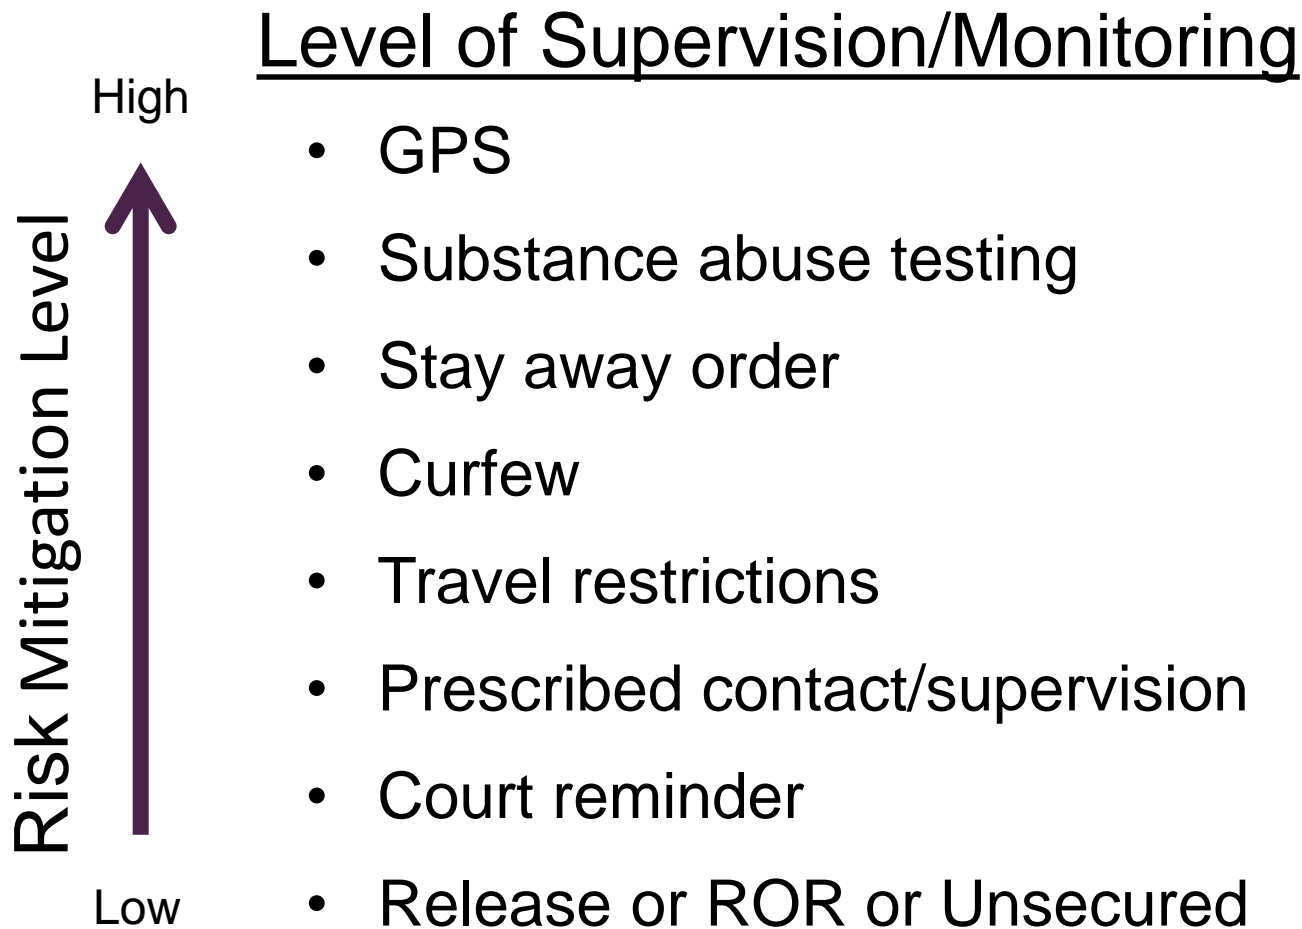 Level of Supervision/Monitoring
High
Risk Mitigation Level
• GPS
• Substance abuse testing
• Stay away order
• Curfew
• Travel restrictions
• Prescribed contact/supervision
• Court reminder
• Release or ROR or Unsecured
Low